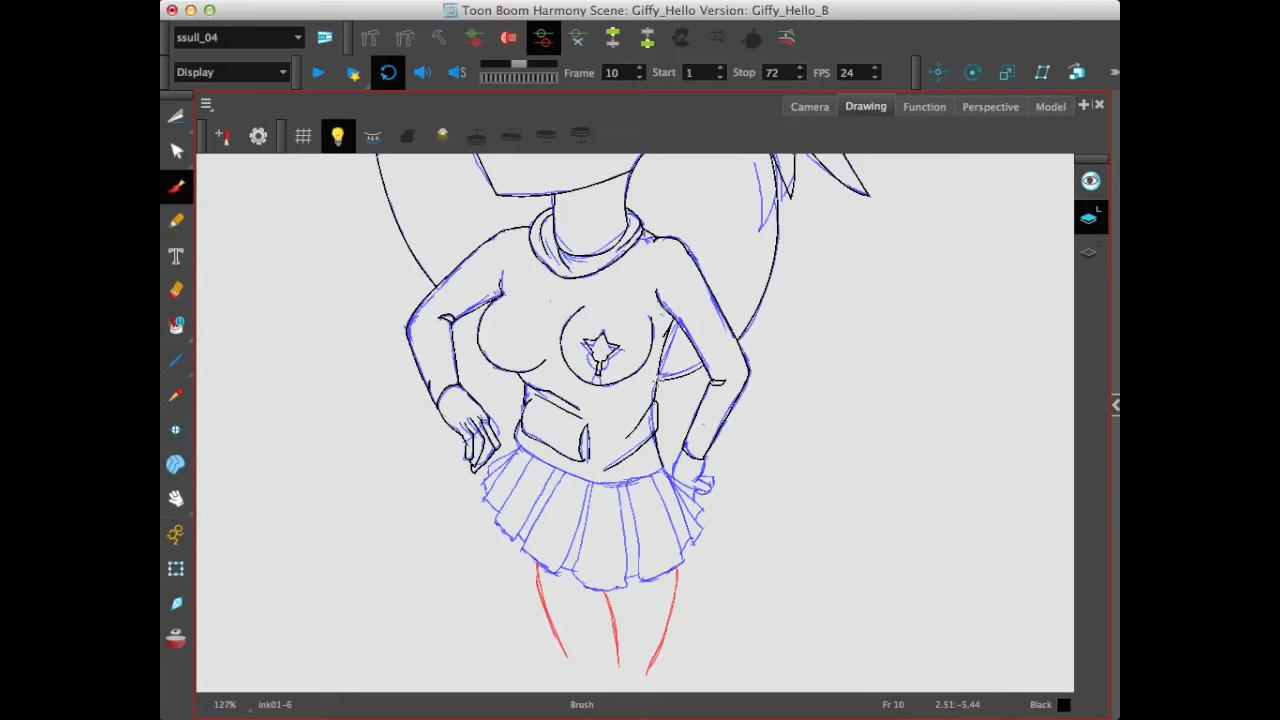 Toon Boom Harmony Scene: Giffy_Hello Version: Giffy_Hello_B
ssull_04
Display
S
Frame 10 Start 1 Stop 72 FPS 24
Camera Drawing Function Perspective Model
L
T
127% ink01-6 Brush Fr 10 2.51:-5.44 Black